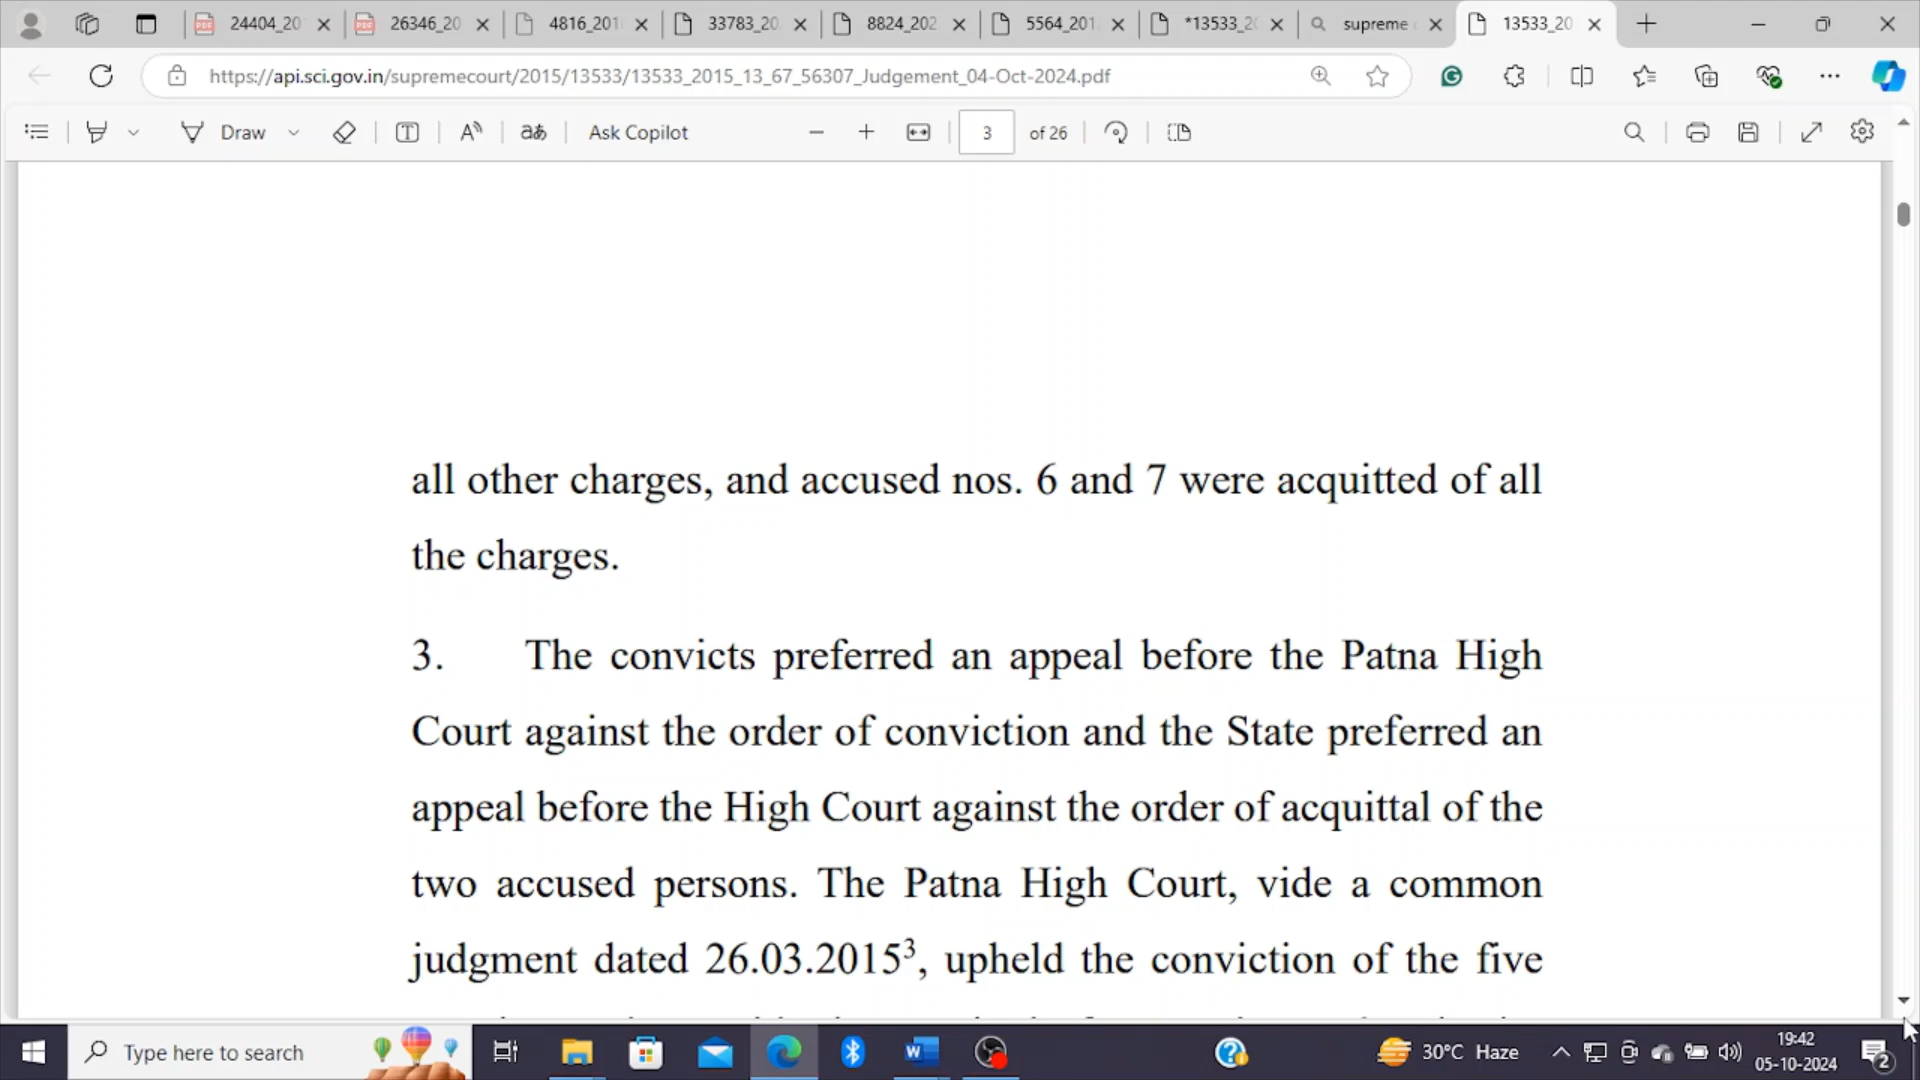 24404_20
26346_20
4816_201
33783_20
8824_202
5564_201
*13533_20
supreme
13533_20
https://api.sci.gov.in/supremecourt/2015/13533/13533_2015_13_67_56307_Judgement_04-Oct-2024.pdf
Draw
Ask Copilot
3
of 26
all other charges, and accused nos. 6 and 7 were acquitted of all
the charges.
3. The convicts preferred an appeal before the Patna High
Court against the order of conviction and the State preferred an
appeal before the High Court against the order of acquittal of the
two accused persons. The Patna High Court, vide a common
judgment dated 26.03.2015³, upheld the conviction of the five
Type here to search
30°C Haze
19:42
05-10-2024
2